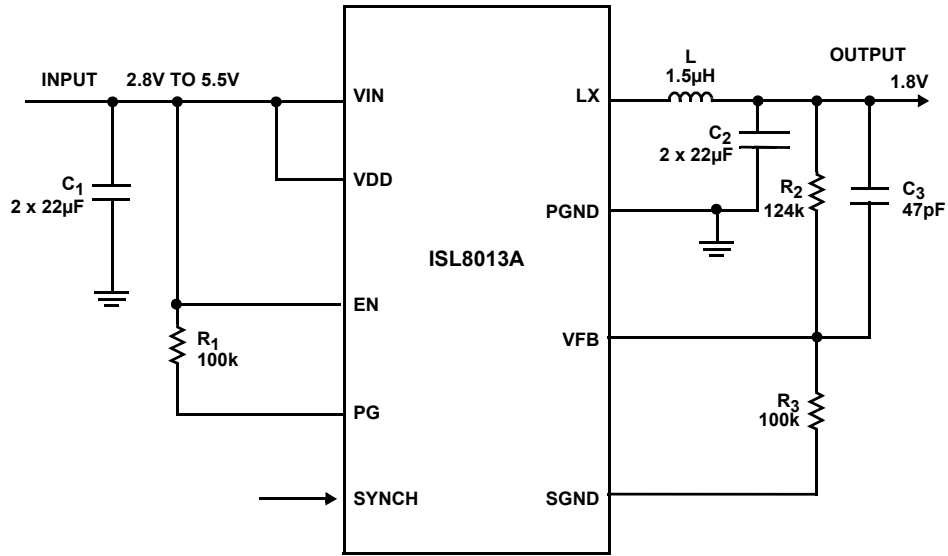 INPUT 2.8V TO 5.5V
C1
2 x 22µF
R1
100k
VIN
VDD
EN
PG
SYNCH
ISL8013A
LX
PGND
VFB
SGND
L
1.5µH
OUTPUT
1.8V
C2
2 x 22µF
R2
124k
C3
47pF
R3
100k